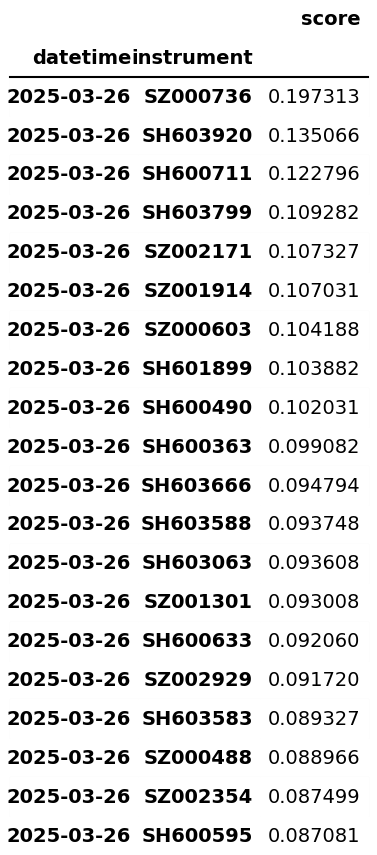 score
datetime instrument
2025-03-26 SZ000736 0.197313
2025-03-26 SH603920 0.135066
2025-03-26 SH600711 0.122796
2025-03-26 SH603799 0.109282
2025-03-26 SZ002171 0.107327
2025-03-26 SZ001914 0.107031
2025-03-26 SZ000603 0.104188
2025-03-26 SH601899 0.103882
2025-03-26 SH600490 0.102031
2025-03-26 SH600363 0.099082
2025-03-26 SH603666 0.094794
2025-03-26 SH603588 0.093748
2025-03-26 SH603063 0.093608
2025-03-26 SZ001301 0.093008
2025-03-26 SH600633 0.092060
2025-03-26 SZ002929 0.091720
2025-03-26 SH603583 0.089327
2025-03-26 SZ000488 0.088966
2025-03-26 SZ002354 0.087499
2025-03-26 SH600595 0.087081